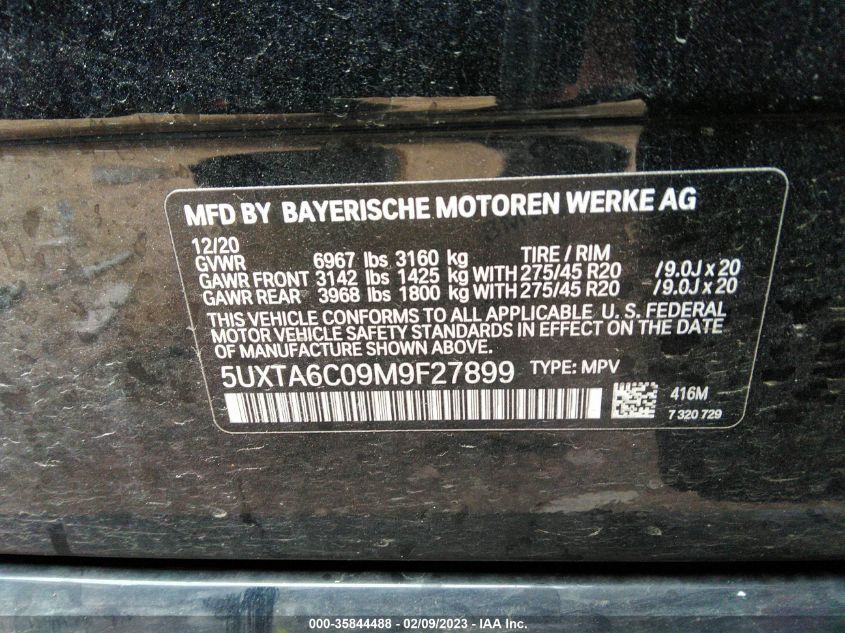 MFD BY BAYERISCHE MOTOREN WERKE AG
12/20 TIRE / RIM
GVWR 6967 lbs 3160 kg
GAWR FRONT 3142 lbs 1425 kg WITH 275/45 R20 /9.0J x 20
GAWR REAR 3968 lbs 1800 kg WITH 275/45 R20 /9.0J x 20
THIS VEHICLE CONFORMS TO ALL APPLICABLE U. S. FEDERAL
MOTOR VEHICLE SAFETY STANDARDS IN EFFECT ON THE DATE
OF MANUFACTURE SHOWN ABOVE.
5UXTA6C09M9F27899 TYPE: MPV
416M
7 320 729
000-35844488 - 02/09/2023 - IAA Inc.